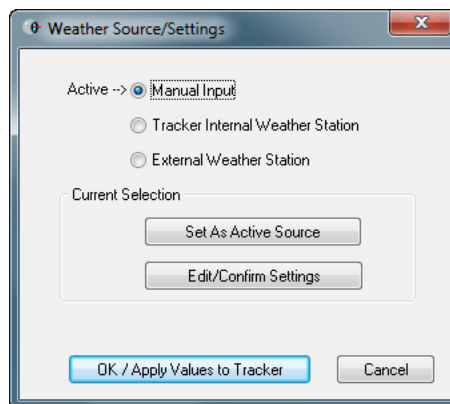 Weather Source/Settings
Active --> Manual Input
Tracker Internal Weather Station
External Weather Station
Current Selection
Set As Active Source
Edit/Confirm Settings
OK / Apply Values to Tracker Cancel